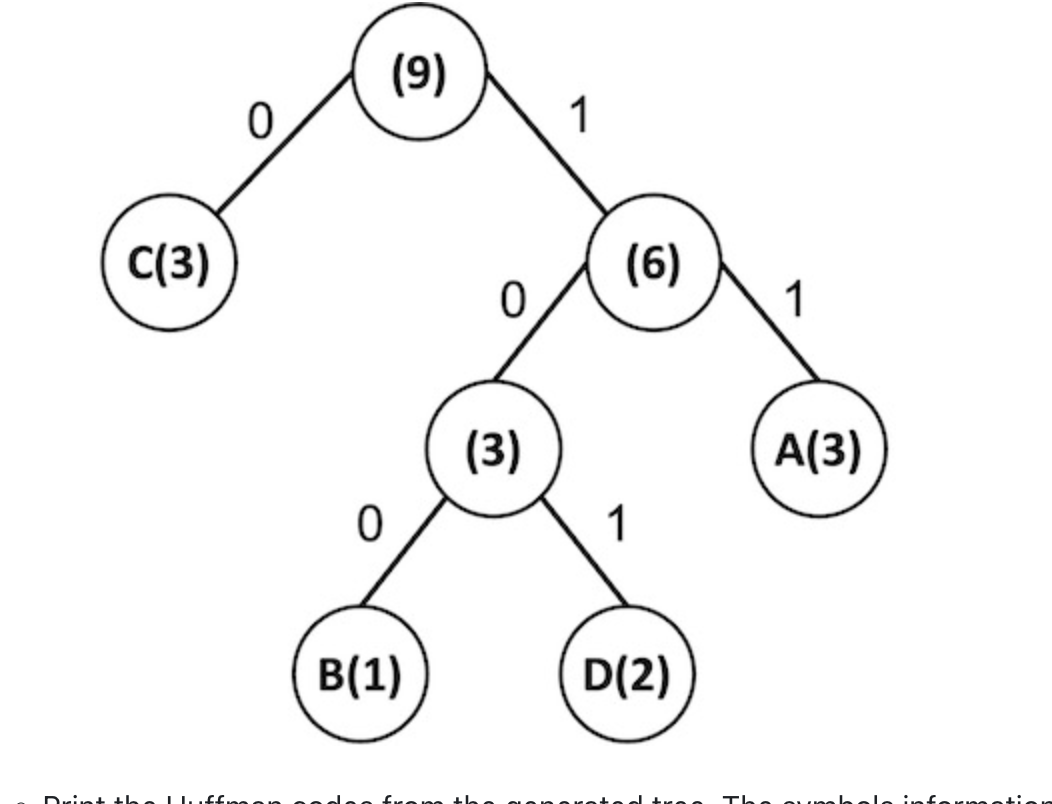 (9)
0
1
C(3)
(6)
0
1
(3)
A(3)
0
1
B(1)
D(2)
Print the Huffman codes from the generated tree. The symbols information